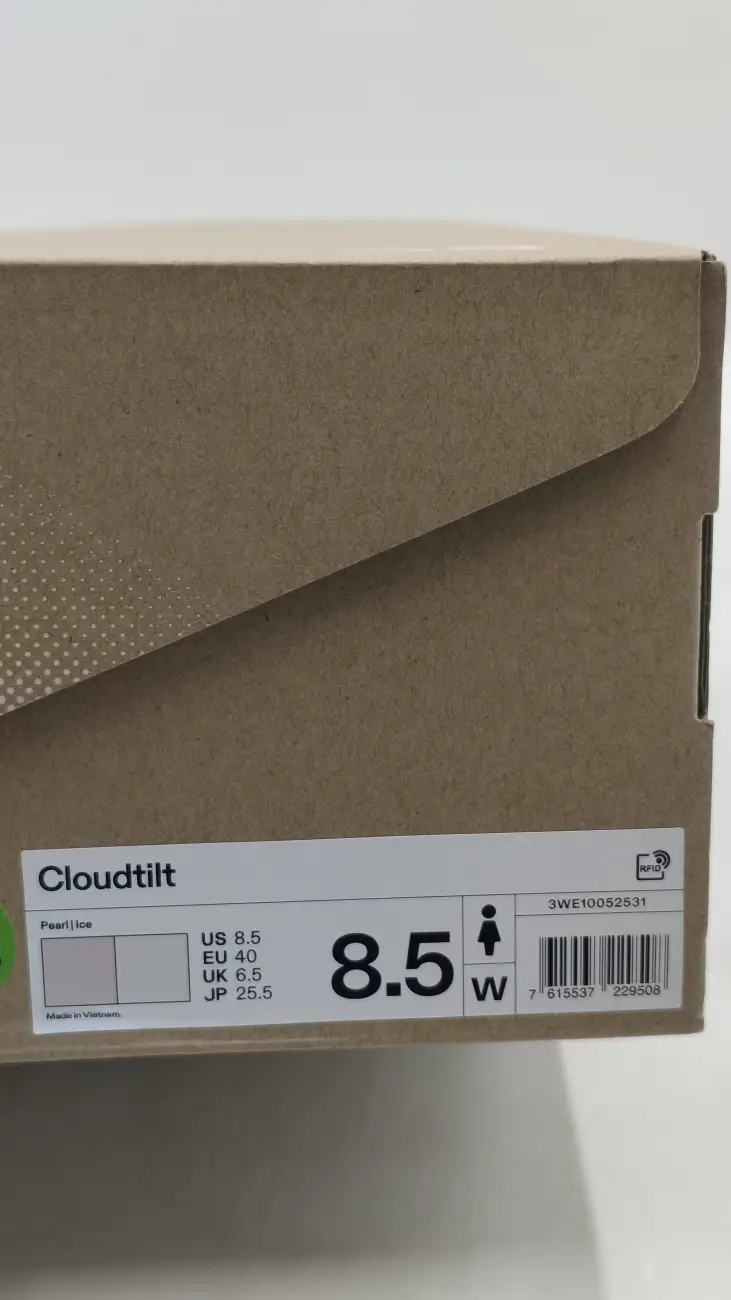 Cloudtilt
RFID
3WE10052531
Pearl | Ice
US 8.5
EU 40
UK 6.5
JP 25.5
8.5
W
7 615537 229508
Made in Vietnam.